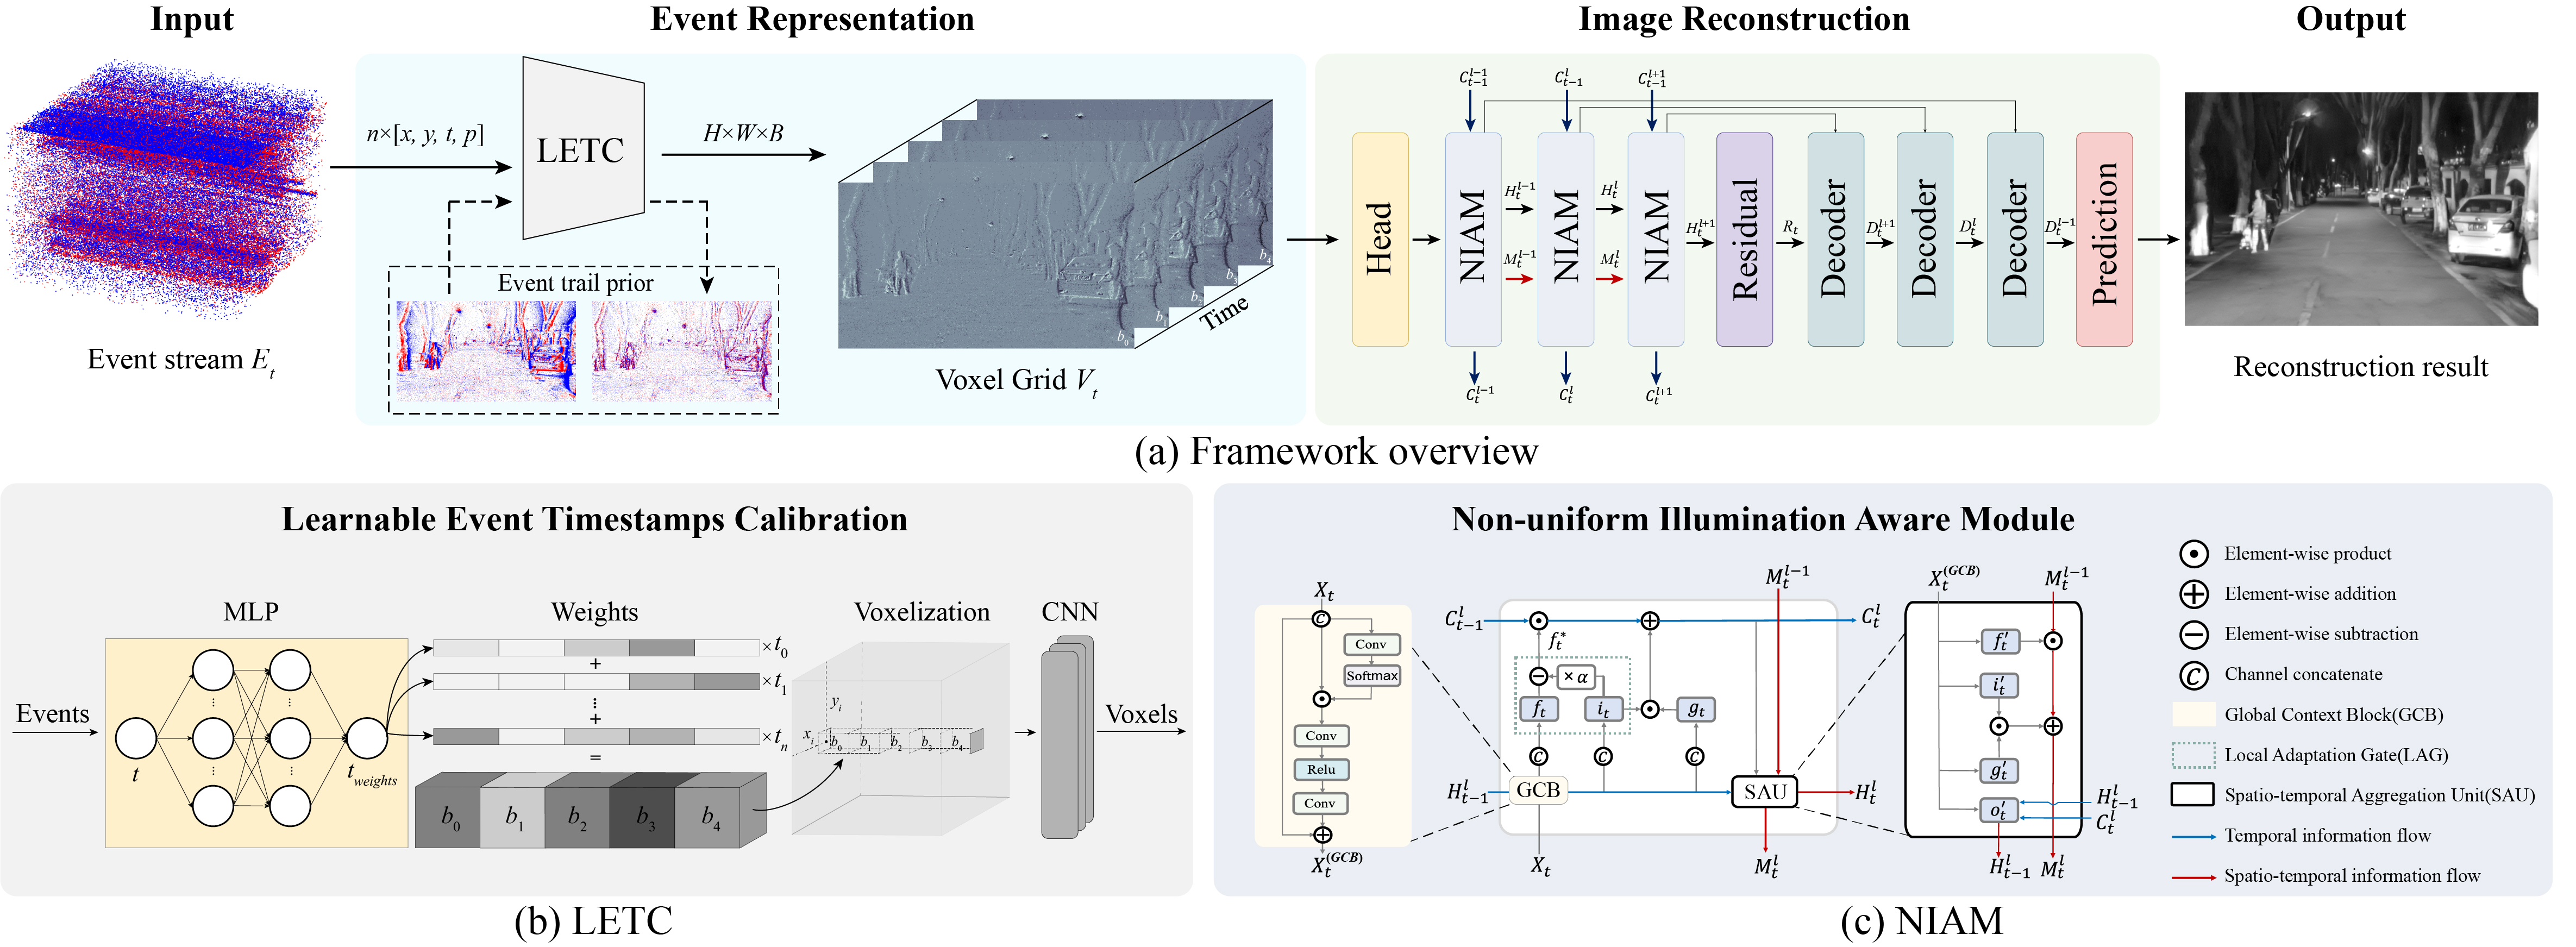 Input
Event Representation
Image Reconstruction
Output
n×[x, y, t, p]
LETC
H×W×B
Event trail prior
Event stream E_t
b_0
b_1
b_2
b_3
b_4
Time
Voxel Grid V_t
C_{t-1}^{l-1}
C_{t-1}^{l}
C_{t-1}^{l+1}
Head
NIAM
H_t^{l-1}
M_t^{l-1}
NIAM
H_t^l
M_t^l
NIAM
H_t^{l+1}
Residual
R_t
Decoder
D_t^{l+1}
Decoder
D_t^l
Decoder
D_t^{l-1}
Prediction
C_t^{l-1}
C_t^l
C_t^{l+1}
Reconstruction result
(a) Framework overview
Learnable Event Timestamps Calibration
MLP
Weights
Voxelization
CNN
Events
t
t_{weights}
×t_0
+
×t_1
⋮
+
×t_n
=
b_0 b_1 b_2 b_3 b_4
y_i
x_i
b_0 b_1 b_2 b_3 b_4
Voxels
(b) LETC
Non-uniform Illumination Aware Module
X_t
C
Conv
Softmax
Conv
Relu
Conv
X_t^{(GCB)}
M_t^{l-1}
C_{t-1}^l
C_t^l
f_t^*
× α
f_t
i_t
g_t
C
C
C
H_{t-1}^l
GCB
SAU
H_t^l
X_t
M_t^l
X_t^{(GCB)}
M_t^{l-1}
f_t'
i_t'
g_t'
o_t'
H_{t-1}^l
C_t^l
H_{t-1}^l
M_t^l
Element-wise product
Element-wise addition
Element-wise subtraction
C Channel concatenate
Global Context Block(GCB)
Local Adaptation Gate(LAG)
Spatio-temporal Aggregation Unit(SAU)
Temporal information flow
Spatio-temporal information flow
(c) NIAM